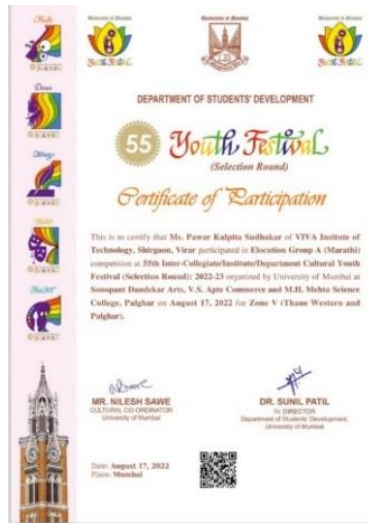 University of Mumbai
University of Mumbai
University of Mumbai
Youth Festival
Youth Festival
DEPARTMENT OF STUDENTS' DEVELOPMENT
55
Youth Festival
(Selection Round)
Certificate of Participation
This is to certify that Ms. Pawar Kalpita Sudhakar of VIVA Insitute of
Technology, Shirgaon, Virar participated in Elocution Group A (Marathi)
competition at 55th Inter-Collegiate/Institute/Department Cultural Youth
Festival (Selection Round): 2022-23 organized by University of Mumbai at
Sonopant Dandekar Arts, V.S. Apte Commerce and M.H. Mehta Science
College, Palghar on August 17, 2022 for Zone V (Thane Western and
Palghar).
MR. NILESH SAWE
CULTURAL CO-ORDINATOR
University of Mumbai
DR. SUNIL PATIL
I/c DIRECTOR
Department of Students' Development,
University of Mumbai
Date: August 17, 2022
Place: Mumbai